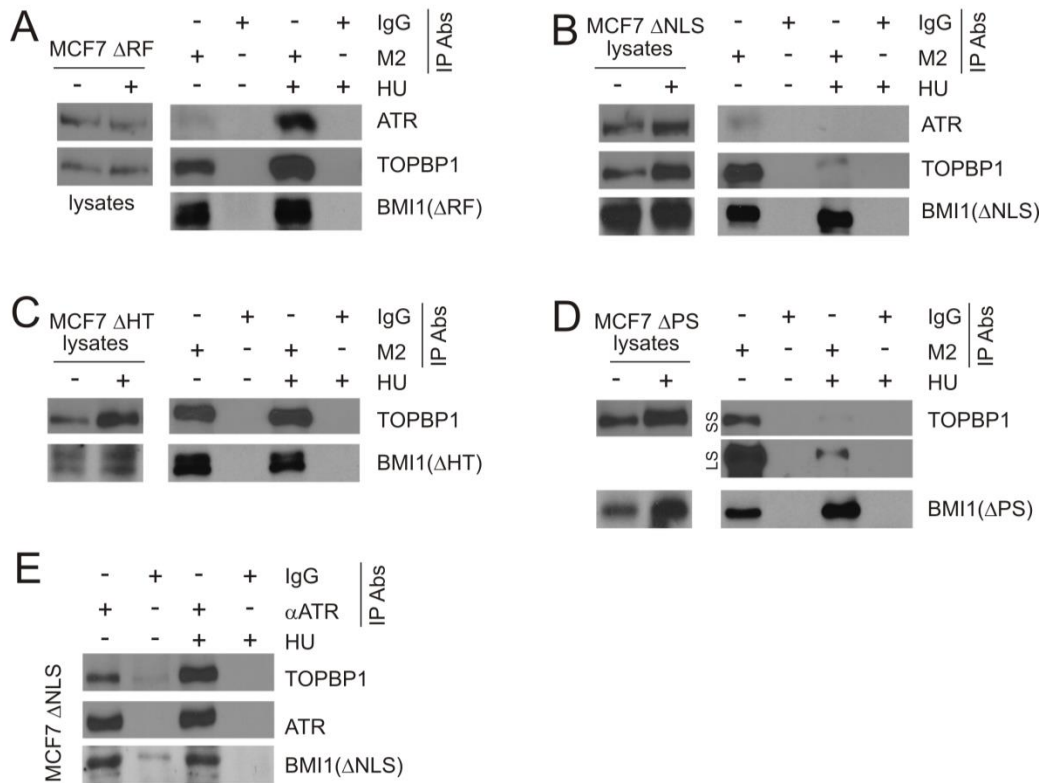 A
MCF7 ΔRF
- +
lysates
- + - + IgG
+ - + - M2
- - + + HU
IP Abs
ATR
TOPBP1
BMI1(ΔRF)
B
MCF7 ΔNLS
lysates
- +
- + - + IgG
+ - + - M2
- - + + HU
IP Abs
ATR
TOPBP1
BMI1(ΔNLS)
C
MCF7 ΔHT
lysates
- +
- + - + IgG
+ - + - M2
- - + + HU
IP Abs
TOPBP1
BMI1(ΔHT)
D
MCF7 ΔPS
lysates
- +
- + - + IgG
+ - + - M2
- - + + HU
IP Abs
SS
TOPBP1
LS
BMI1(ΔPS)
E
- + - + IgG
+ - + - αATR
- - + + HU
IP Abs
MCF7 ΔNLS
TOPBP1
ATR
BMI1(ΔNLS)